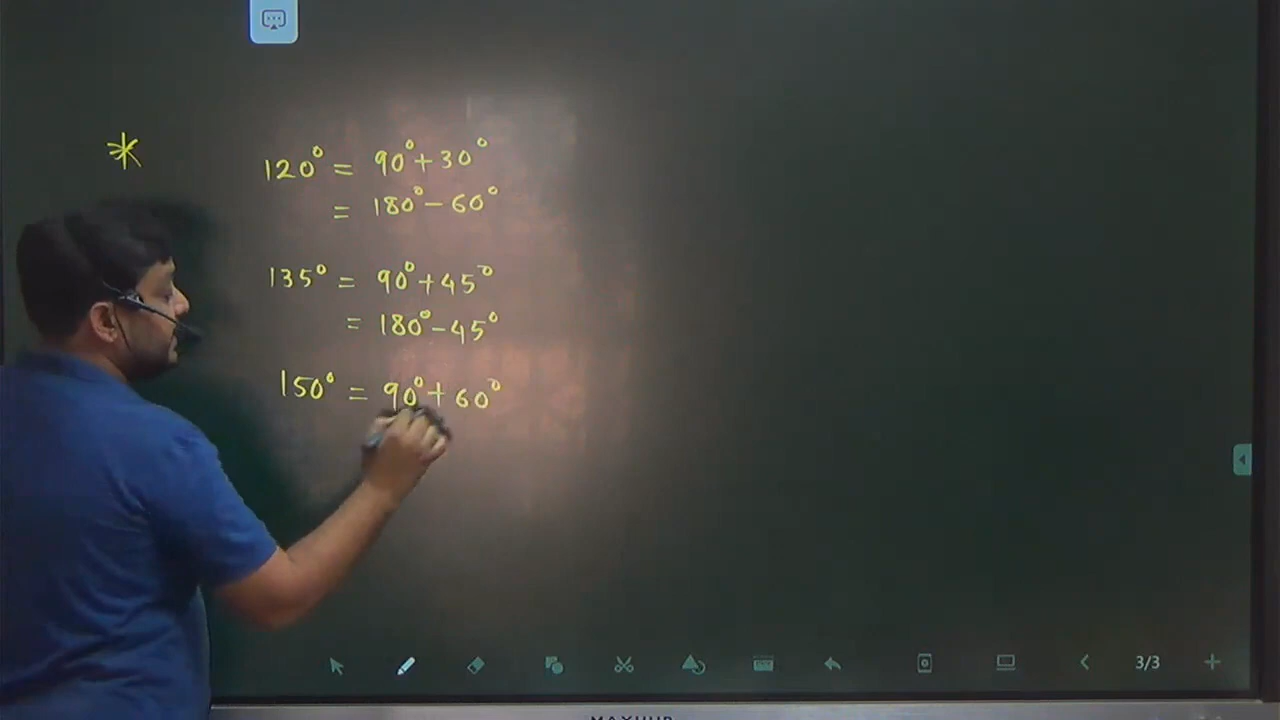 * 120° = 90° + 30°
= 180° - 60°
135° = 90° + 45°
= 180° - 45°
150° = 90° + 60°
3/3